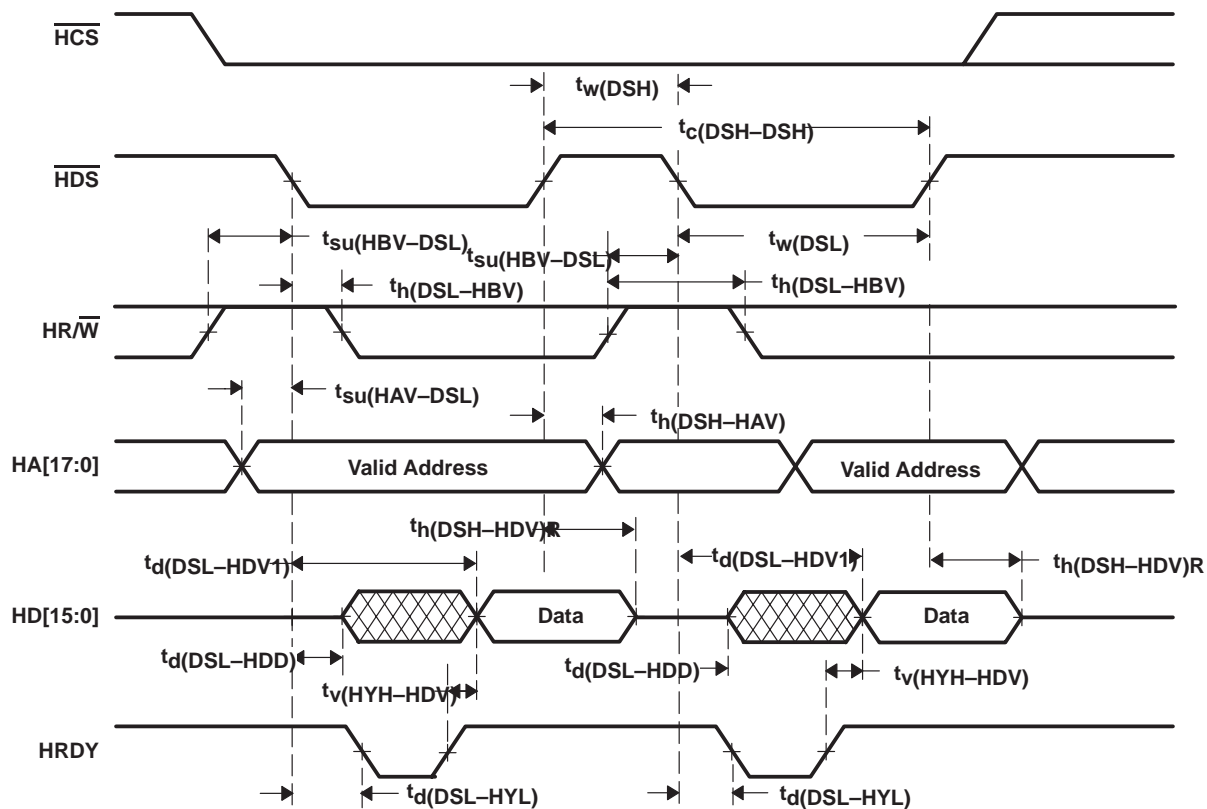 HCS
tw(DSH)
tc(DSH–DSH)
HDS
tsu(HBV–DSL)
tsu(HBV–DSL)
tw(DSL)
th(DSL–HBV)
th(DSL–HBV)
HR/W
tsu(HAV–DSL)
th(DSH–HAV)
HA[17:0]
Valid Address
Valid Address
th(DSH–HDV)R
td(DSL–HDV1)
td(DSL–HDV1)
th(DSH–HDV)R
HD[15:0]
Data
Data
td(DSL–HDD)
td(DSL–HDD)
tv(HYH–HDV)
tv(HYH–HDV)
HRDY
td(DSL–HYL)
td(DSL–HYL)